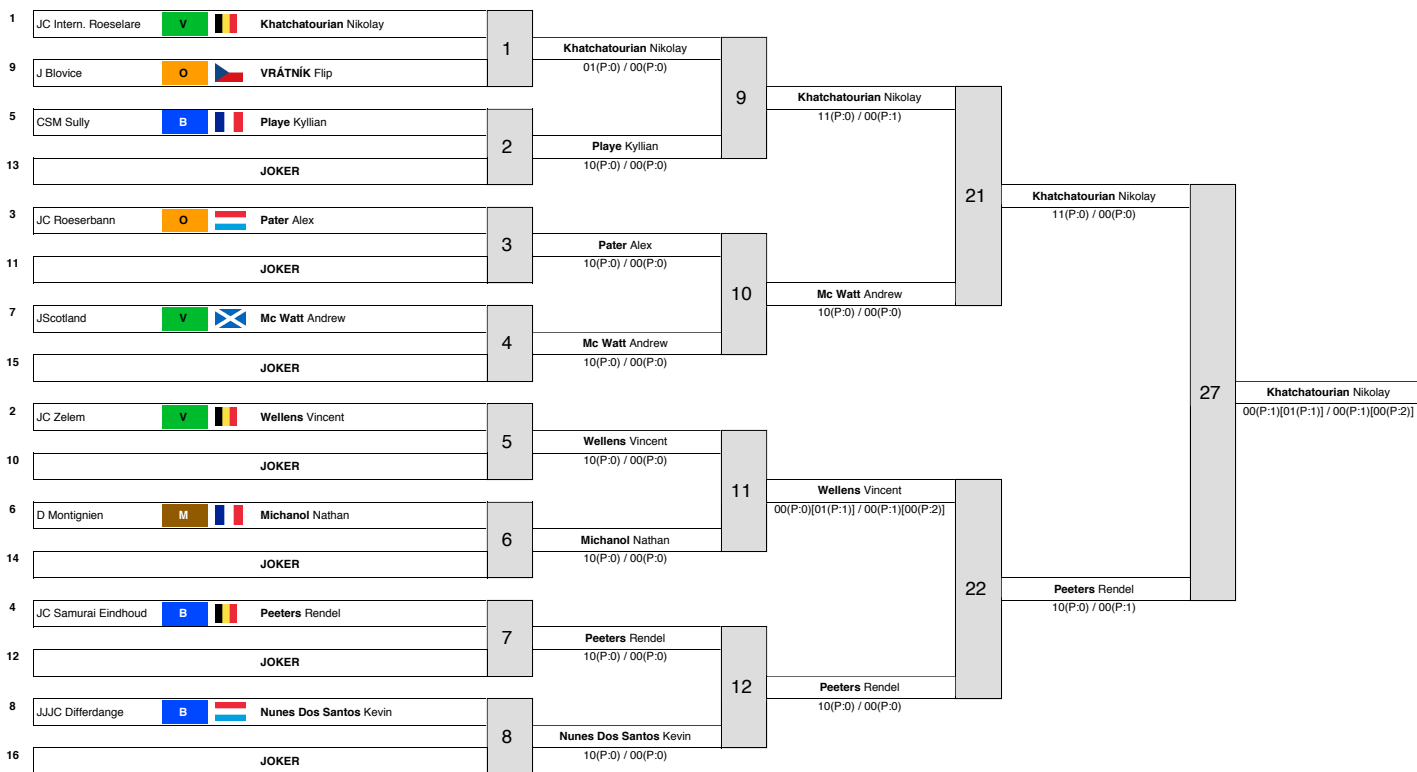 1 JC Intern. Roeselare V Khatchatourian Nikolay
1
9 J Blovice O VRÁTNÍK Flip
5 CSM Sully B Playe Kyllian
2
13 JOKER
3 JC Roeserbann O Pater Alex
3
11 JOKER
7 JScotland V Mc Watt Andrew
4
15 JOKER
2 JC Zelem V Wellens Vincent
5
10 JOKER
6 D Montignien M Michanol Nathan
6
14 JOKER
4 JC Samurai Eindhoud B Peeters Rendel
7
12 JOKER
8 JJJC Differdange B Nunes Dos Santos Kevin
8
16 JOKER
Khatchatourian Nikolay
01(P:0) / 00(P:0)
9
Playe Kyllian
10(P:0) / 00(P:0)
Pater Alex
10(P:0) / 00(P:0)
10
Mc Watt Andrew
10(P:0) / 00(P:0)
Wellens Vincent
10(P:0) / 00(P:0)
11
Michanol Nathan
10(P:0) / 00(P:0)
Peeters Rendel
10(P:0) / 00(P:0)
12
Nunes Dos Santos Kevin
10(P:0) / 00(P:0)
Khatchatourian Nikolay
11(P:0) / 00(P:1)
21
Mc Watt Andrew
10(P:0) / 00(P:0)
Wellens Vincent
00(P:0)[01(P:1)] / 00(P:1)[00(P:2)]
22
Peeters Rendel
10(P:0) / 00(P:0)
Khatchatourian Nikolay
11(P:0) / 00(P:0)
27
Peeters Rendel
10(P:0) / 00(P:1)
Khatchatourian Nikolay
00(P:1)[01(P:1)] / 00(P:1)[00(P:2)]